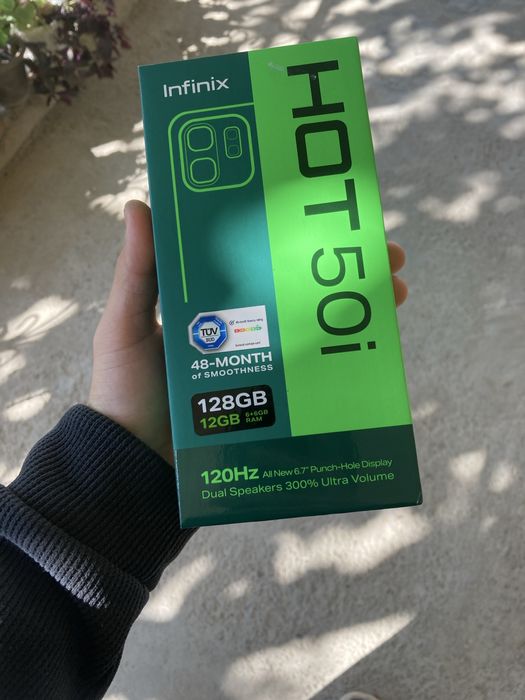 Infinix
HOT 50i
TÜV
SÜD
48-MONTH
of SMOOTHNESS
128GB
12GB 6+6GB
RAM
120Hz All New 6.7" Punch-Hole Display
Dual Speakers 300% Ultra Volume